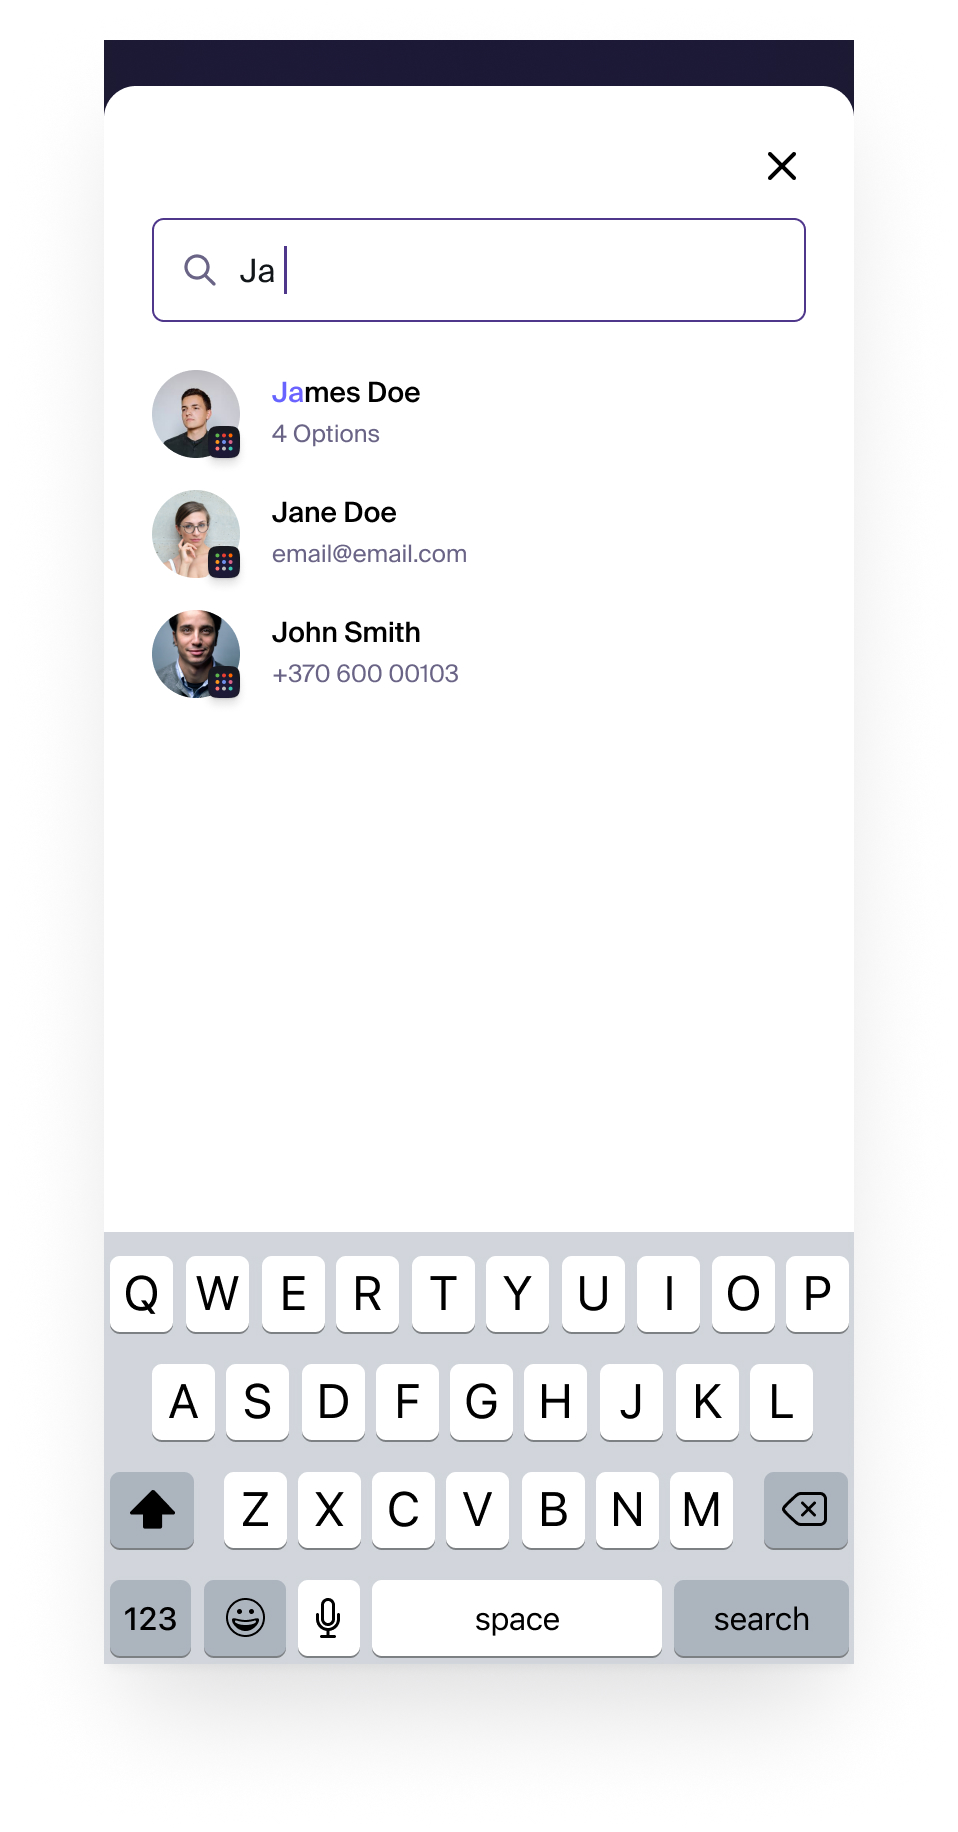 Ja
James Doe
4 Options
Jane Doe
email@email.com
John Smith
+370 600 00103
Q W E R T Y U I O P
A S D F G H J K L
Z X C V B N M
123 space search